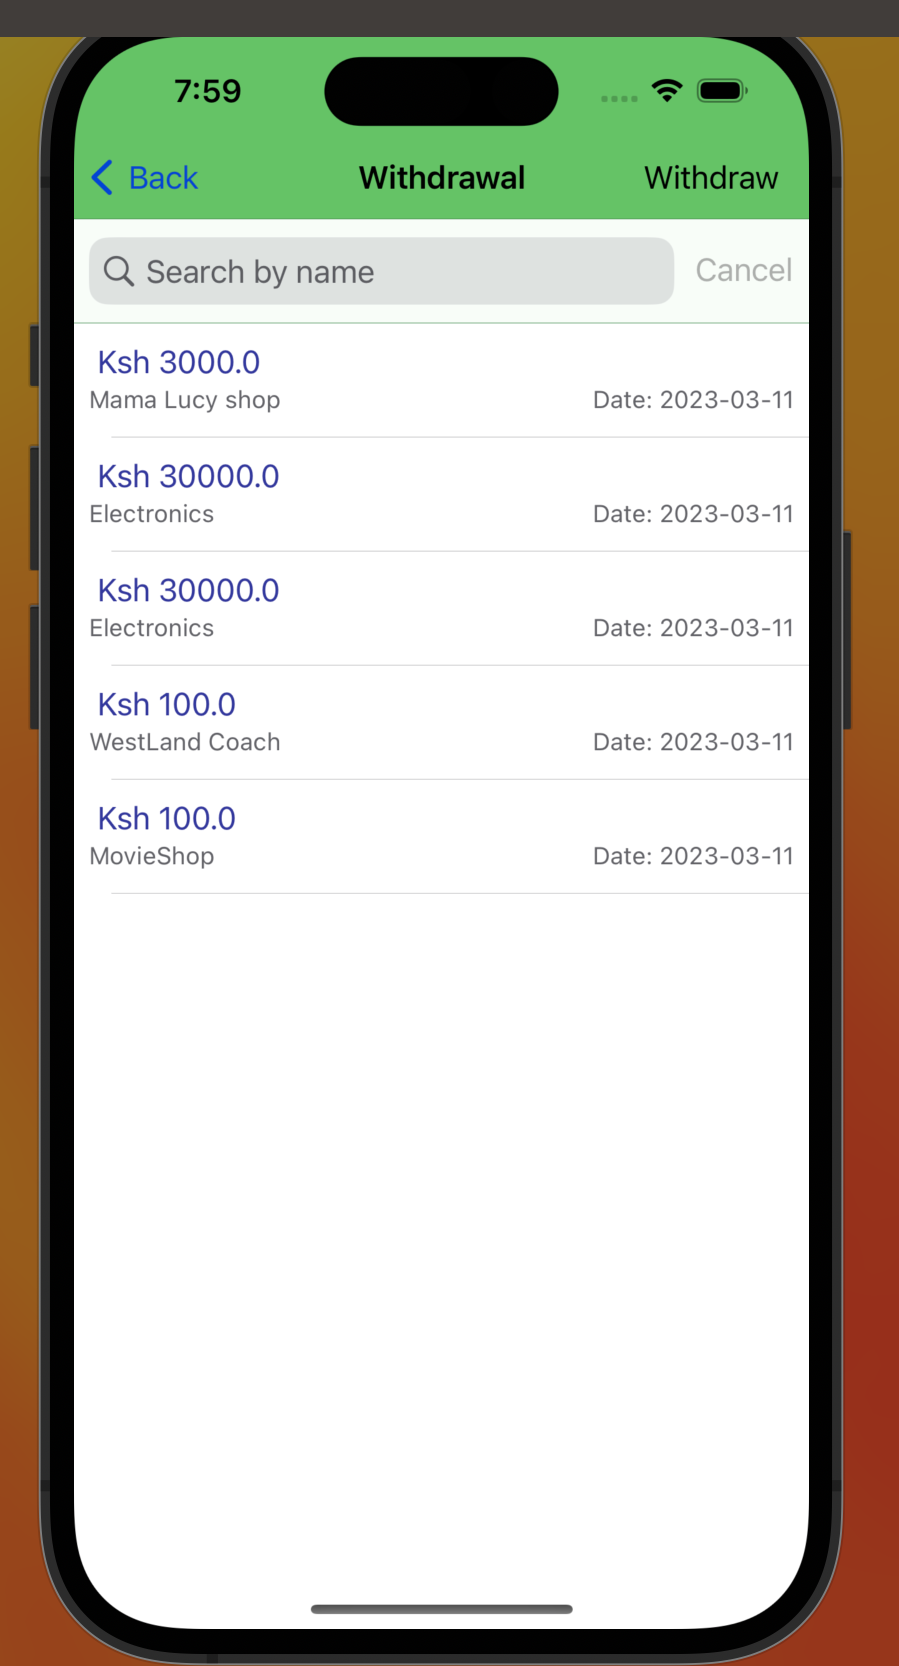 7:59
Back Withdrawal Withdraw
Search by name Cancel
Ksh 3000.0
Mama Lucy shop Date: 2023-03-11
Ksh 30000.0
Electronics Date: 2023-03-11
Ksh 30000.0
Electronics Date: 2023-03-11
Ksh 100.0
WestLand Coach Date: 2023-03-11
Ksh 100.0
MovieShop Date: 2023-03-11